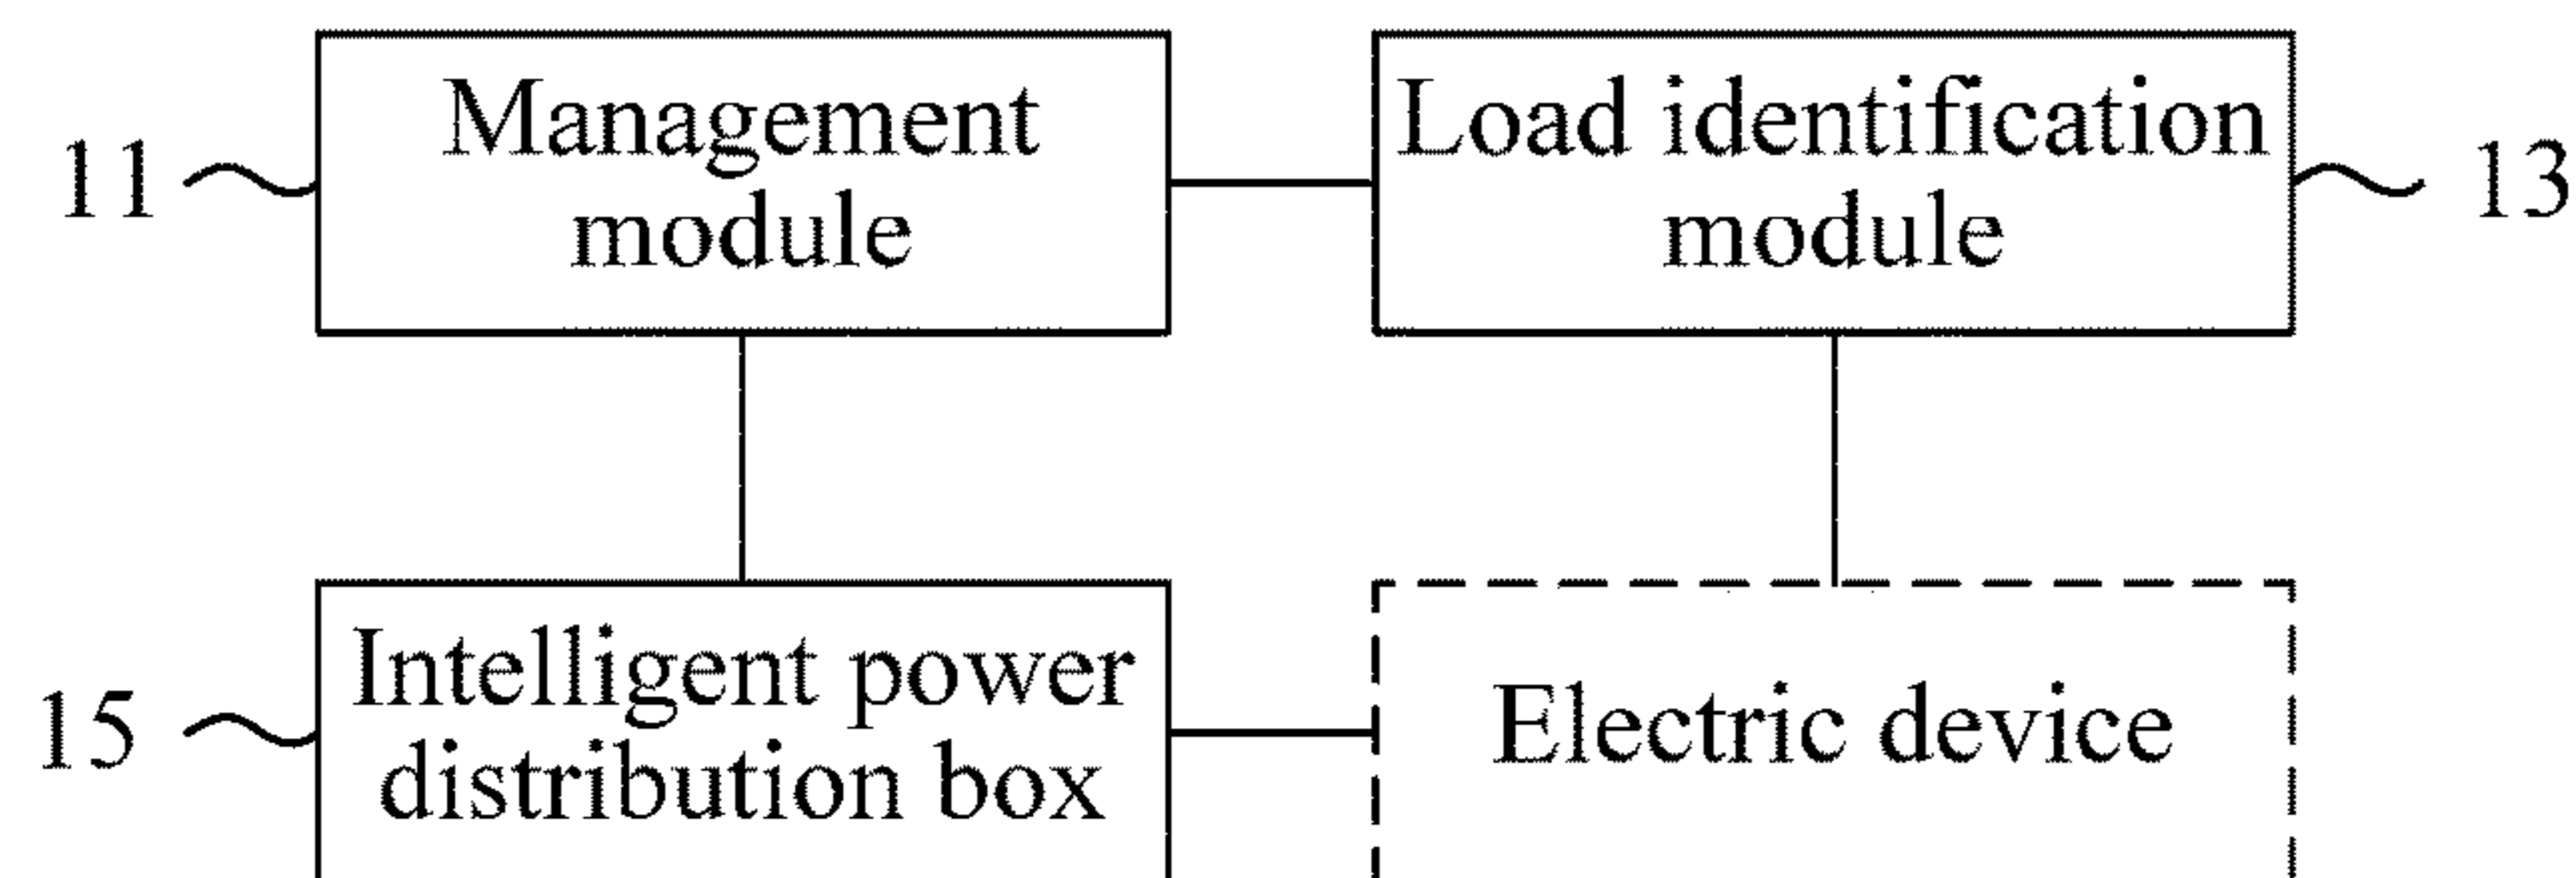 Management
module
Load identification
module
11
13
Intelligent power
distribution box
Electric device
15